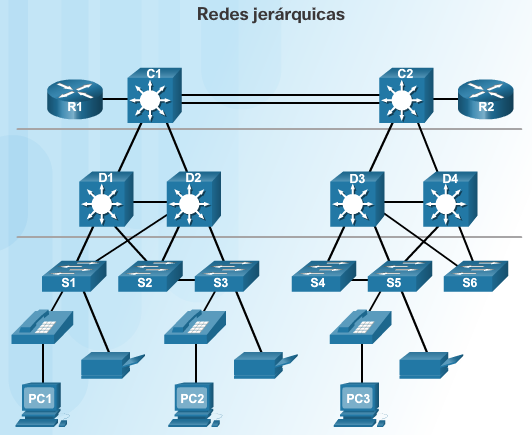 Redes jerárquicas
C1
C2
R1
R2
D1
D2
D3
D4
S1
S2
S3
S4
S5
S6
PC1
PC2
PC3